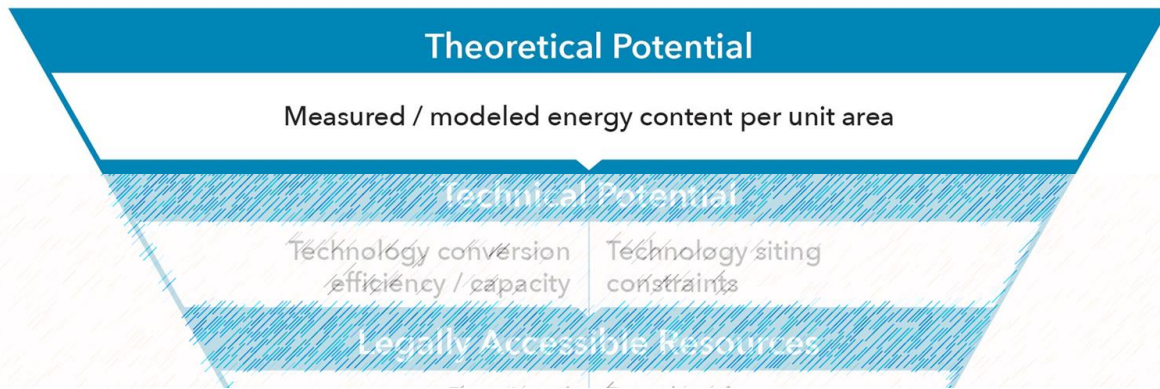 Theoretical Potential
Measured / modeled energy content per unit area
Technical Potential
Technology conversion
efficiency / capacity
Technology siting
constraints
Legally Accessible Resources